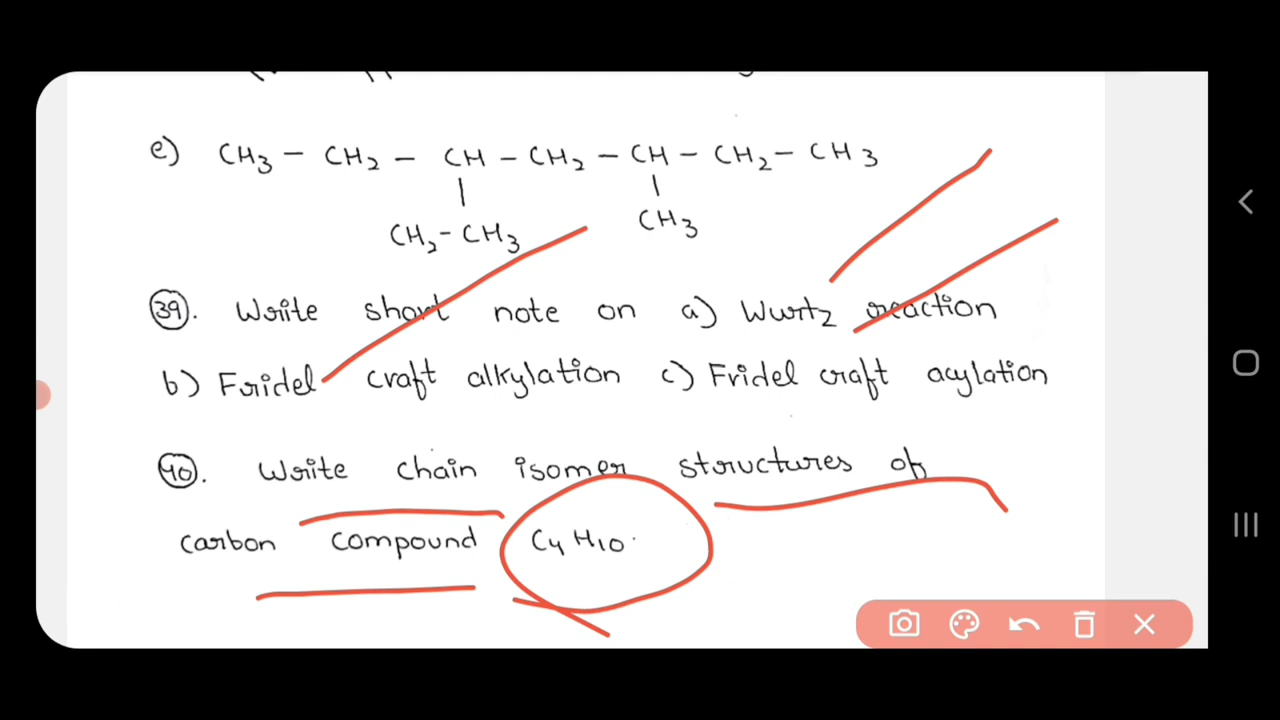 e) CH3 – CH2 – CH – CH2 – CH – CH2 – CH3
| |
CH2 – CH3 CH3
39. Write short note on a) Wurtz reaction
b) Fridel craft alkylation c) Fridel craft acylation
40. Write chain isomer structures of
carbon compound C4H10.